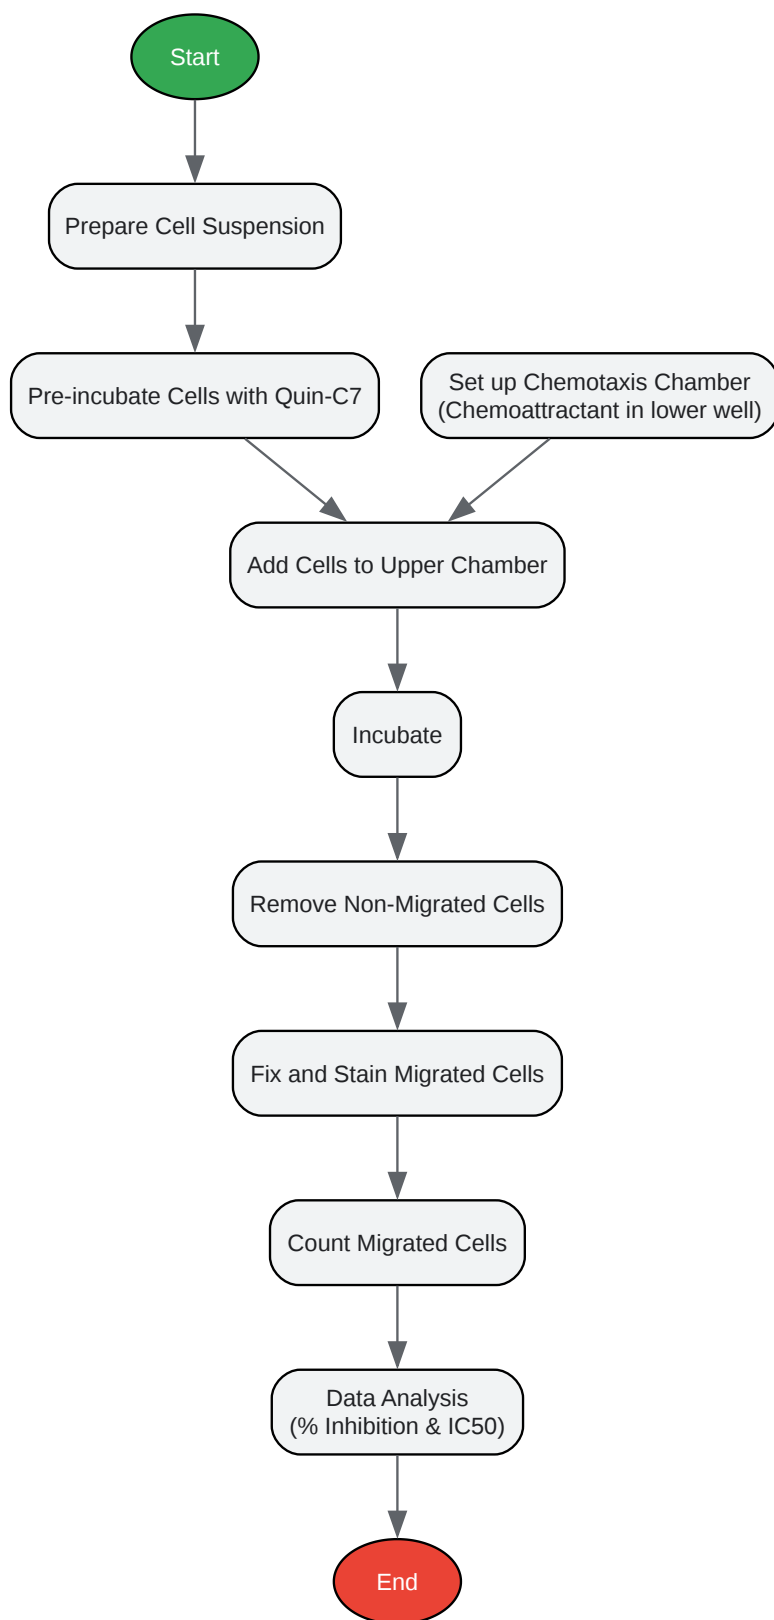 Start
Prepare Cell Suspension
Pre-incubate Cells with Quin-C7
Set up Chemotaxis Chamber
(Chemoattractant in lower well)
Add Cells to Upper Chamber
Incubate
Remove Non-Migrated Cells
Fix and Stain Migrated Cells
Count Migrated Cells
Data Analysis
(% Inhibition & IC50)
End